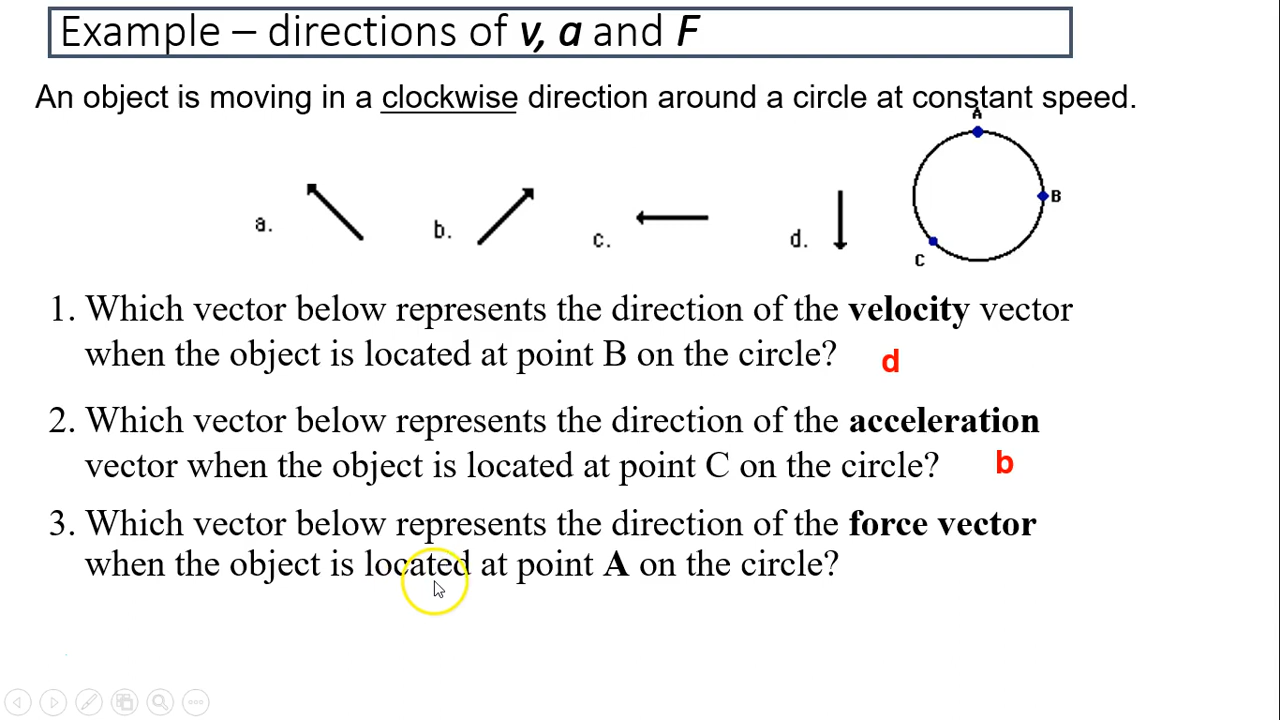 Example – directions of v, a and F
An object is moving in a clockwise direction around a circle at constant speed.
A
a.
b.
c.
d.
B
C
1. Which vector below represents the direction of the velocity vector
when the object is located at point B on the circle? d
2. Which vector below represents the direction of the acceleration
vector when the object is located at point C on the circle? b
3. Which vector below represents the direction of the force vector
when the object is located at point A on the circle?